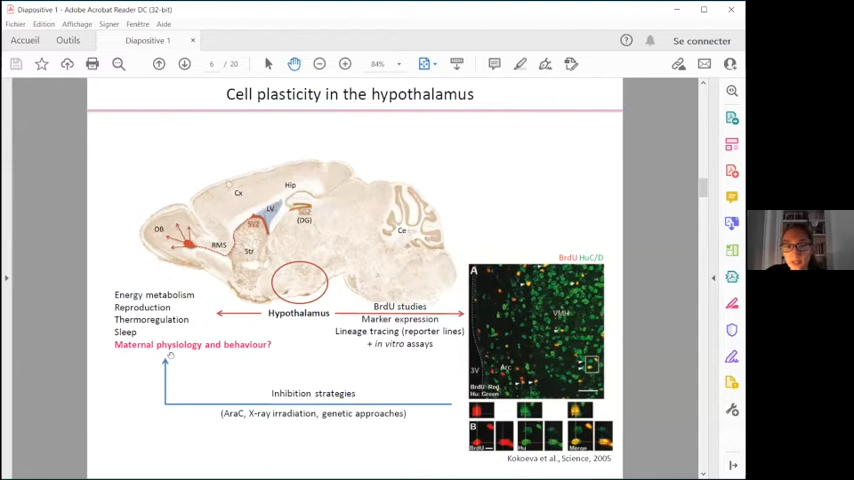 Diapositive 1 - Adobe Acrobat Reader DC (32-bit)
Fichier Edition Affichage Signer Fenêtre Aide
Accueil Outils Diapositive 1 × Se connecter
6 / 20 84%
Cell plasticity in the hypothalamus
Cx
Hip
LV
SVZ
SGZ
(DG)
OB
RMS
Str
Ce
BrdU HuC/D
A
VMH
Arc
3V
BrdU: Red
Hu: Green
Energy metabolism
Reproduction
Thermoregulation
Sleep
Maternal physiology and behaviour?
Hypothalamus
BrdU studies
Marker expression
Lineage tracing (reporter lines)
+ in vitro assays
Inhibition strategies
(AraC, X-ray irradiation, genetic approaches)
B
BrdU Hu Merge
Kokoeva et al., Science, 2005